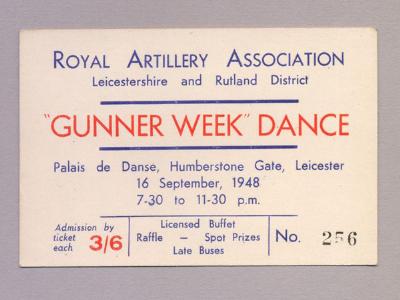 ROYAL ARTILLERY ASSOCIATION
Leicestershire and Rutland District
"GUNNER WEEK" DANCE
Palais de Danse, Humberstone Gate, Leicester
16 September, 1948
7-30 to 11-30 p.m.
Admission by
ticket
each 3/6
Licensed Buffet
Raffle — Spot Prizes
Late Buses
No. 256